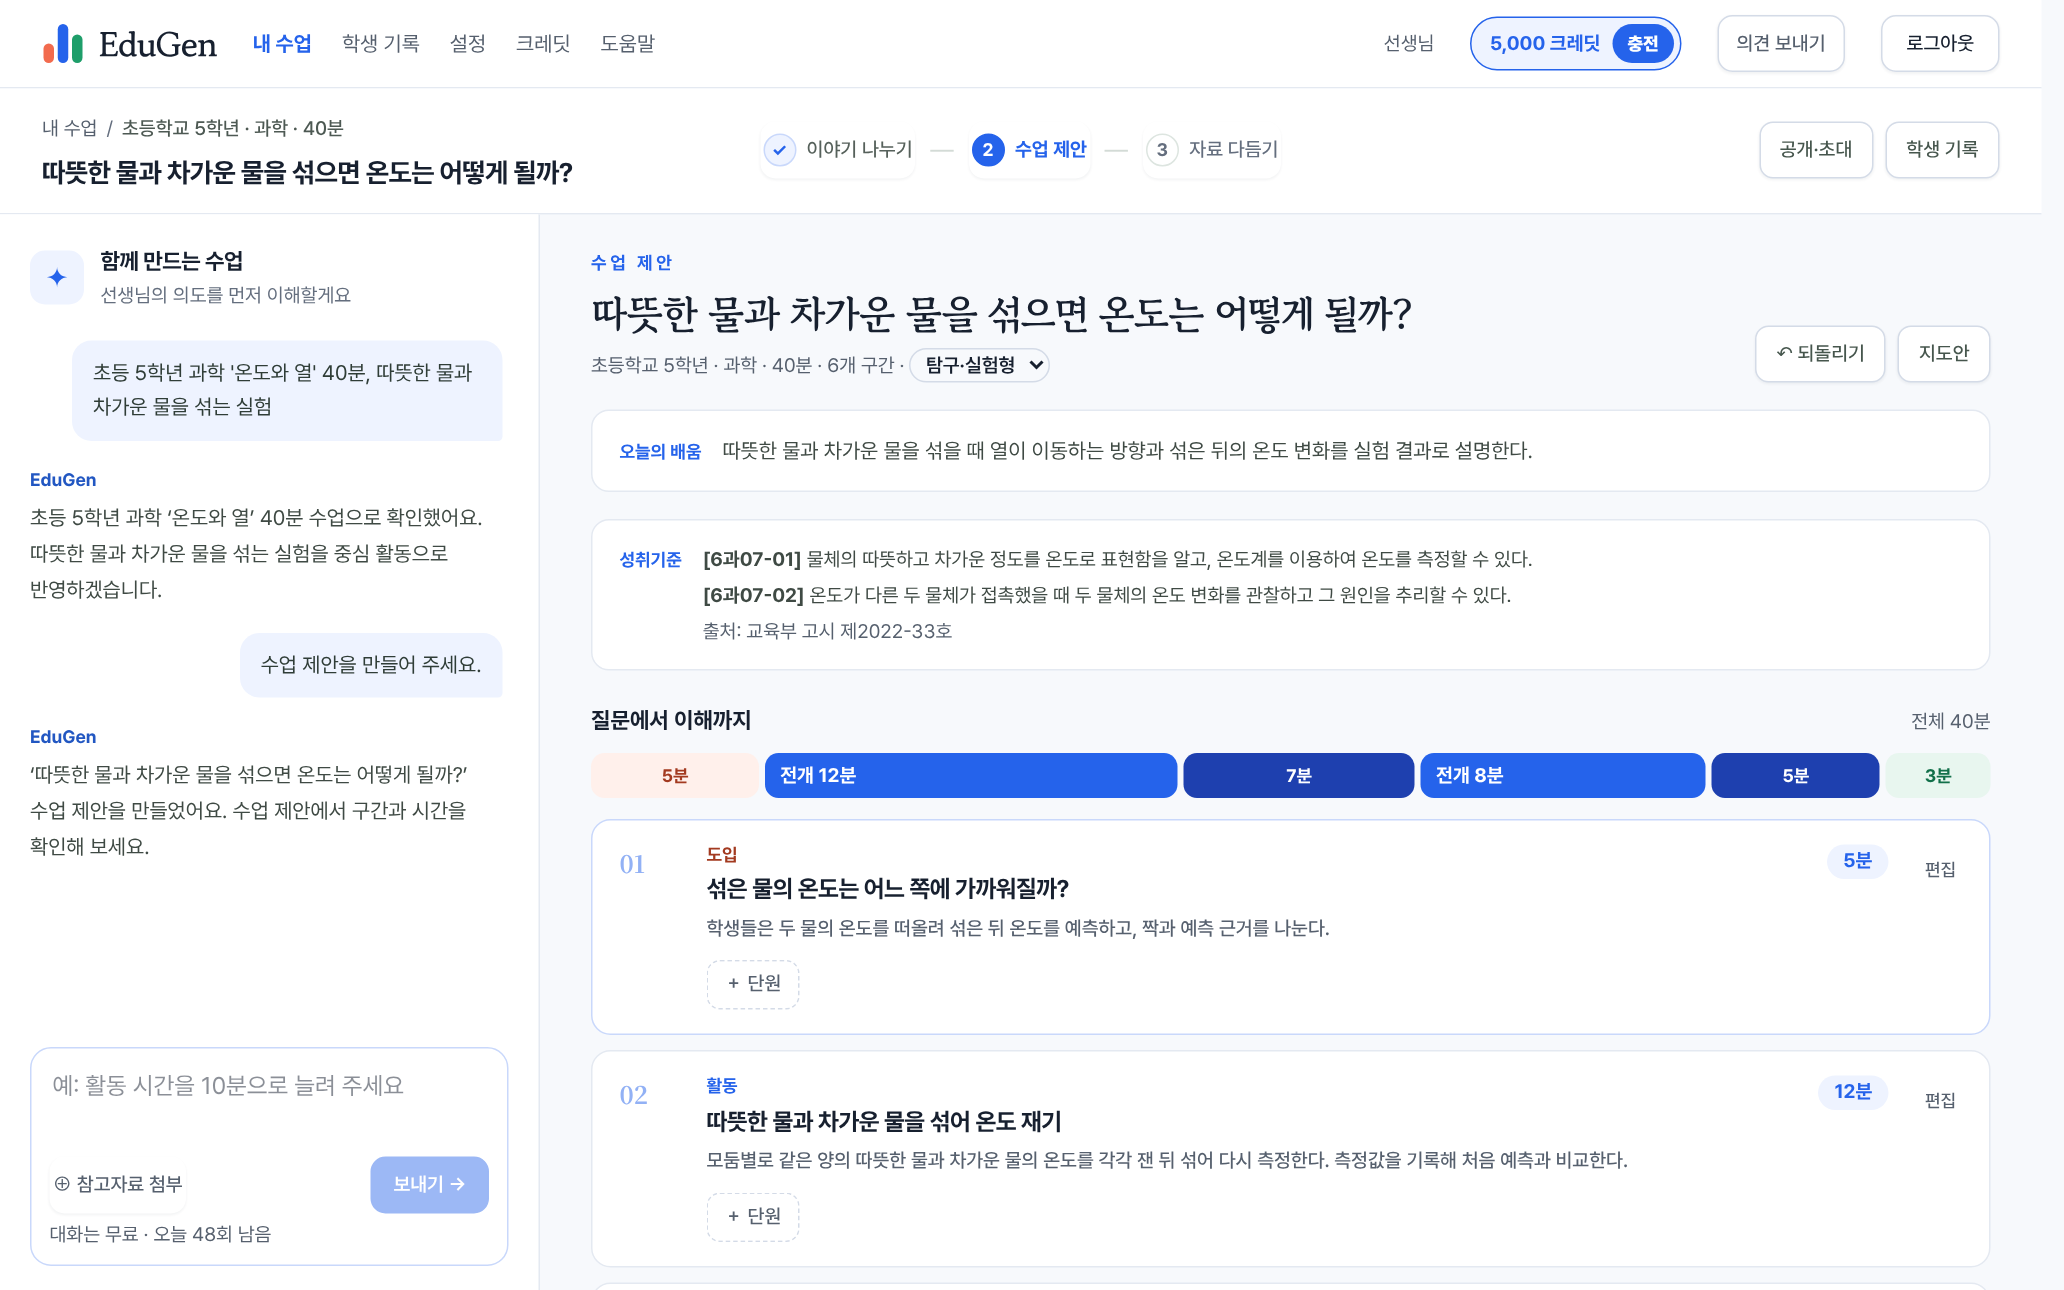 EduGen
내 수업
학생 기록
설정
크레딧
도움말
선생님
5,000 크레딧
충전
의견 보내기
로그아웃
내 수업 / 초등학교 5학년 · 과학 · 40분
따뜻한 물과 차가운 물을 섞으면 온도는 어떻게 될까?
이야기 나누기
2 수업 제안
3 자료 다듬기
공개·초대
학생 기록
함께 만드는 수업
선생님의 의도를 먼저 이해할게요
초등 5학년 과학 '온도와 열' 40분, 따뜻한 물과
차가운 물을 섞는 실험
EduGen
초등 5학년 과학 ‘온도와 열’ 40분 수업으로 확인했어요.
따뜻한 물과 차가운 물을 섞는 실험을 중심 활동으로
반영하겠습니다.
수업 제안을 만들어 주세요.
EduGen
‘따뜻한 물과 차가운 물을 섞으면 온도는 어떻게 될까?’
수업 제안을 만들었어요. 수업 제안에서 구간과 시간을
확인해 보세요.
예: 활동 시간을 10분으로 늘려 주세요
⊕ 참고자료 첨부
보내기 →
대화는 무료 · 오늘 48회 남음
수업 제안
따뜻한 물과 차가운 물을 섞으면 온도는 어떻게 될까?
초등학교 5학년 · 과학 · 40분 · 6개 구간 · 탐구·실험형
↶ 되돌리기
지도안
오늘의 배움 따뜻한 물과 차가운 물을 섞을 때 열이 이동하는 방향과 섞은 뒤의 온도 변화를 실험 결과로 설명한다.
성취기준 [6과07-01] 물체의 따뜻하고 차가운 정도를 온도로 표현함을 알고, 온도계를 이용하여 온도를 측정할 수 있다.
[6과07-02] 온도가 다른 두 물체가 접촉했을 때 두 물체의 온도 변화를 관찰하고 그 원인을 추리할 수 있다.
출처: 교육부 고시 제2022-33호
질문에서 이해까지
전체 40분
5분
전개 12분
7분
전개 8분
5분
3분
01
도입
섞은 물의 온도는 어느 쪽에 가까워질까?
학생들은 두 물의 온도를 떠올려 섞은 뒤 온도를 예측하고, 짝과 예측 근거를 나눈다.
+ 단원
5분
편집
02
활동
따뜻한 물과 차가운 물을 섞어 온도 재기
모둠별로 같은 양의 따뜻한 물과 차가운 물의 온도를 각각 잰 뒤 섞어 다시 측정한다. 측정값을 기록해 처음 예측과 비교한다.
+ 단원
12분
편집